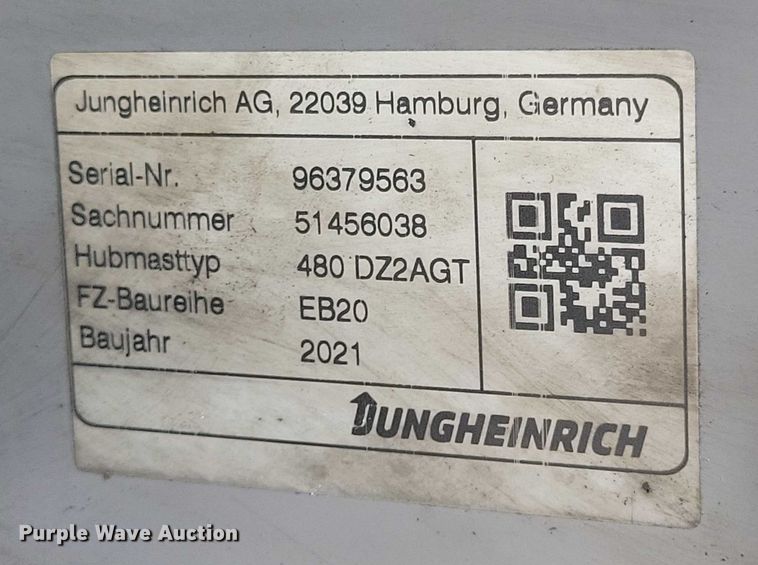 Jungheinrich AG, 22039 Hamburg, Germany
Serial-Nr. 96379563
Sachnummer 51456038
Hubmasttyp 480 DZ2AGT
FZ-Baureihe EB20
Baujahr 2021
JUNGHEINRICH
Purple Wave Auction